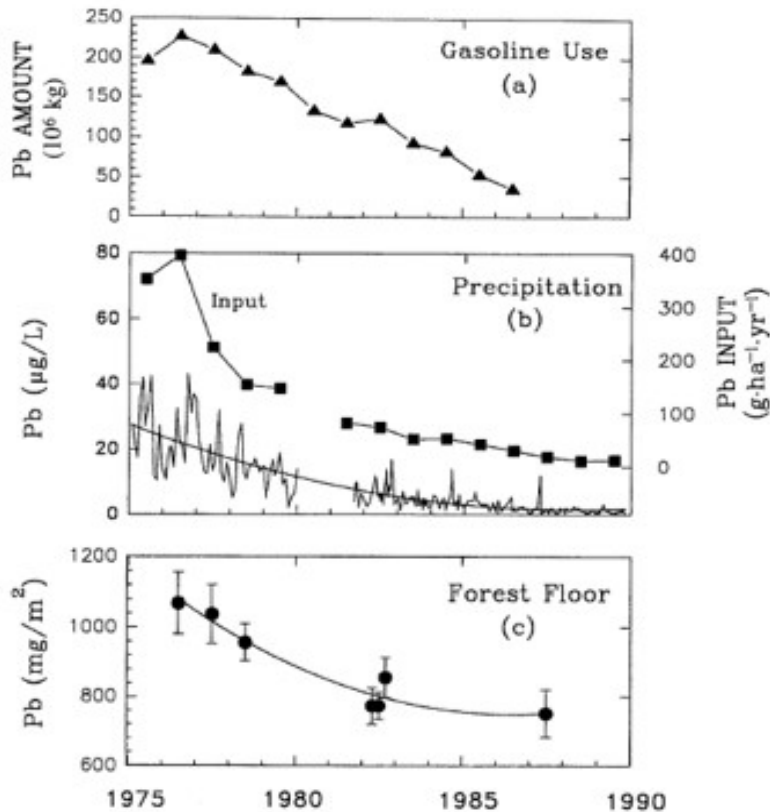 250
200
150
100
50
0
Pb AMOUNT
(10⁶ kg)
Gasoline Use
(a)
80
60
40
20
0
Pb (µg/L)
Input
Precipitation
(b)
400
300
200
100
0
Pb INPUT
(g·ha⁻¹·yr⁻¹)
1200
1000
800
600
Pb (mg/m²)
Forest Floor
(c)
1975 1980 1985 1990